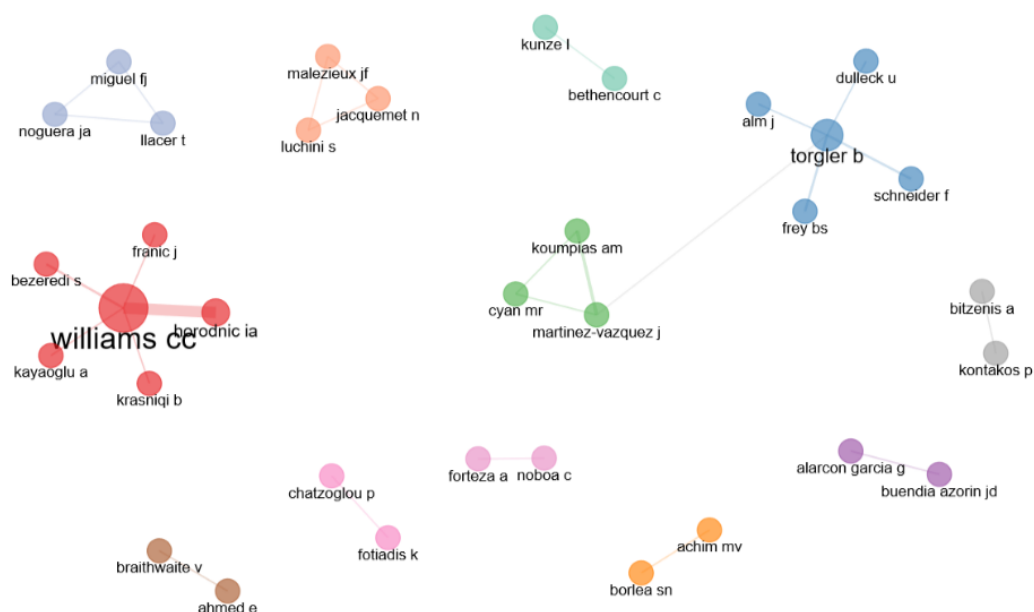 kunze l
malezieux jf
miguel fj
dulleck u
bethencourt c
alm j
jacquemet n
noguera ja
llacer t
luchini s
torgler b
schneider f
frey bs
koumpias am
franic j
bezeredi s
cyan mr
bitzenis a
martinez-vazquez j
borodnic ia
williams cc
kontakos p
kayaoglu a
krasniqi b
alarcon garcia g
forteza a
noboa c
buendia azorin jd
chatzoglou p
achim mv
fotiadis k
braithwaite v
borlea sn
ahmed e